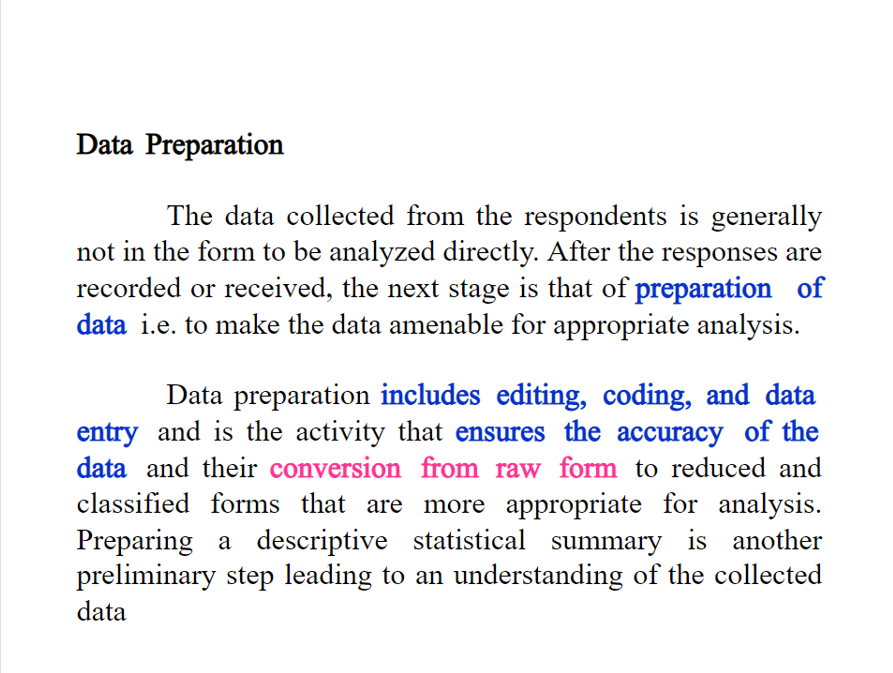 Data Preparation
The data collected from the respondents is generally
not in the form to be analyzed directly. After the responses are
recorded or received, the next stage is that of preparation of
data i.e. to make the data amenable for appropriate analysis.
Data preparation includes editing, coding, and data
entry and is the activity that ensures the accuracy of the
data and their conversion from raw form to reduced and
classified forms that are more appropriate for analysis.
Preparing a descriptive statistical summary is another
preliminary step leading to an understanding of the collected
data